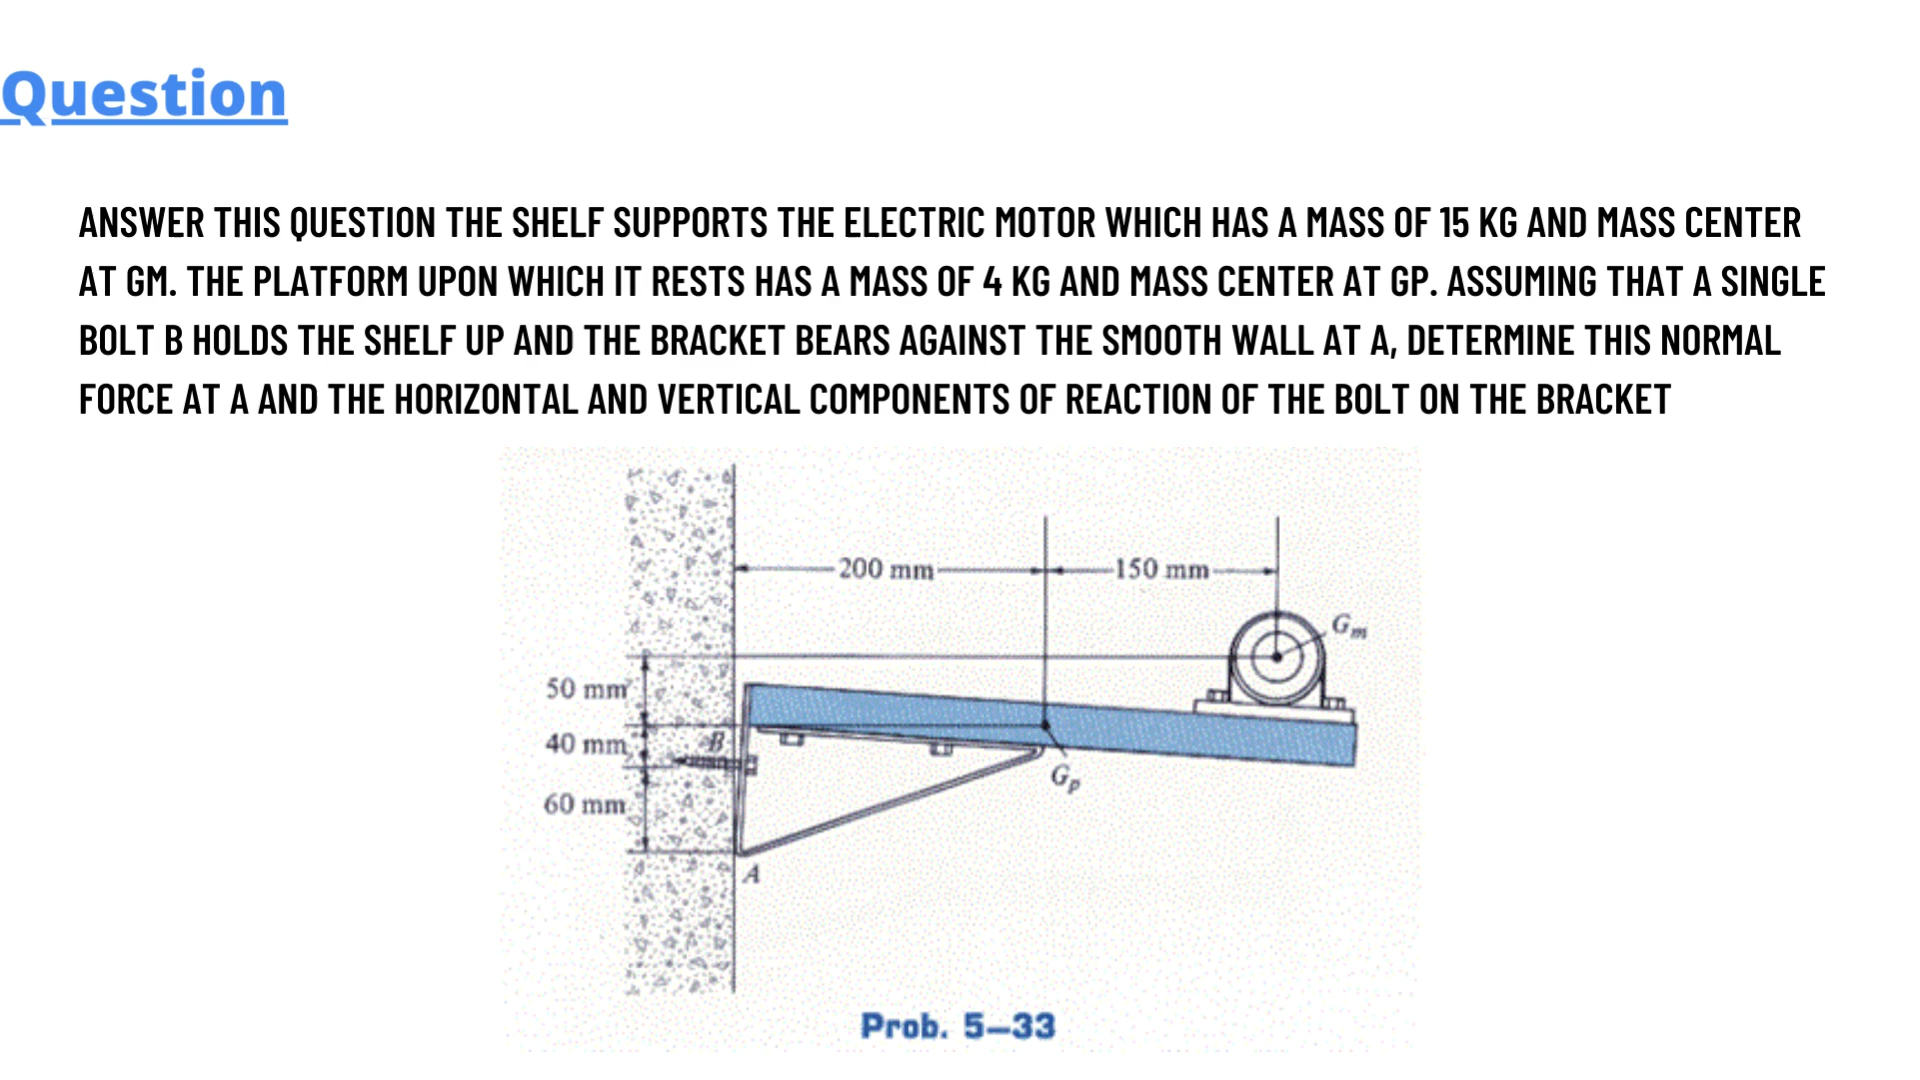 Question
ANSWER THIS QUESTION THE SHELF SUPPORTS THE ELECTRIC MOTOR WHICH HAS A MASS OF 15 KG AND MASS CENTER
AT GM. THE PLATFORM UPON WHICH IT RESTS HAS A MASS OF 4 KG AND MASS CENTER AT GP. ASSUMING THAT A SINGLE
BOLT B HOLDS THE SHELF UP AND THE BRACKET BEARS AGAINST THE SMOOTH WALL AT A, DETERMINE THIS NORMAL
FORCE AT A AND THE HORIZONTAL AND VERTICAL COMPONENTS OF REACTION OF THE BOLT ON THE BRACKET
200 mm
150 mm
Gm
50 mm
40 mm
B
Gp
60 mm
A
Prob. 5–33